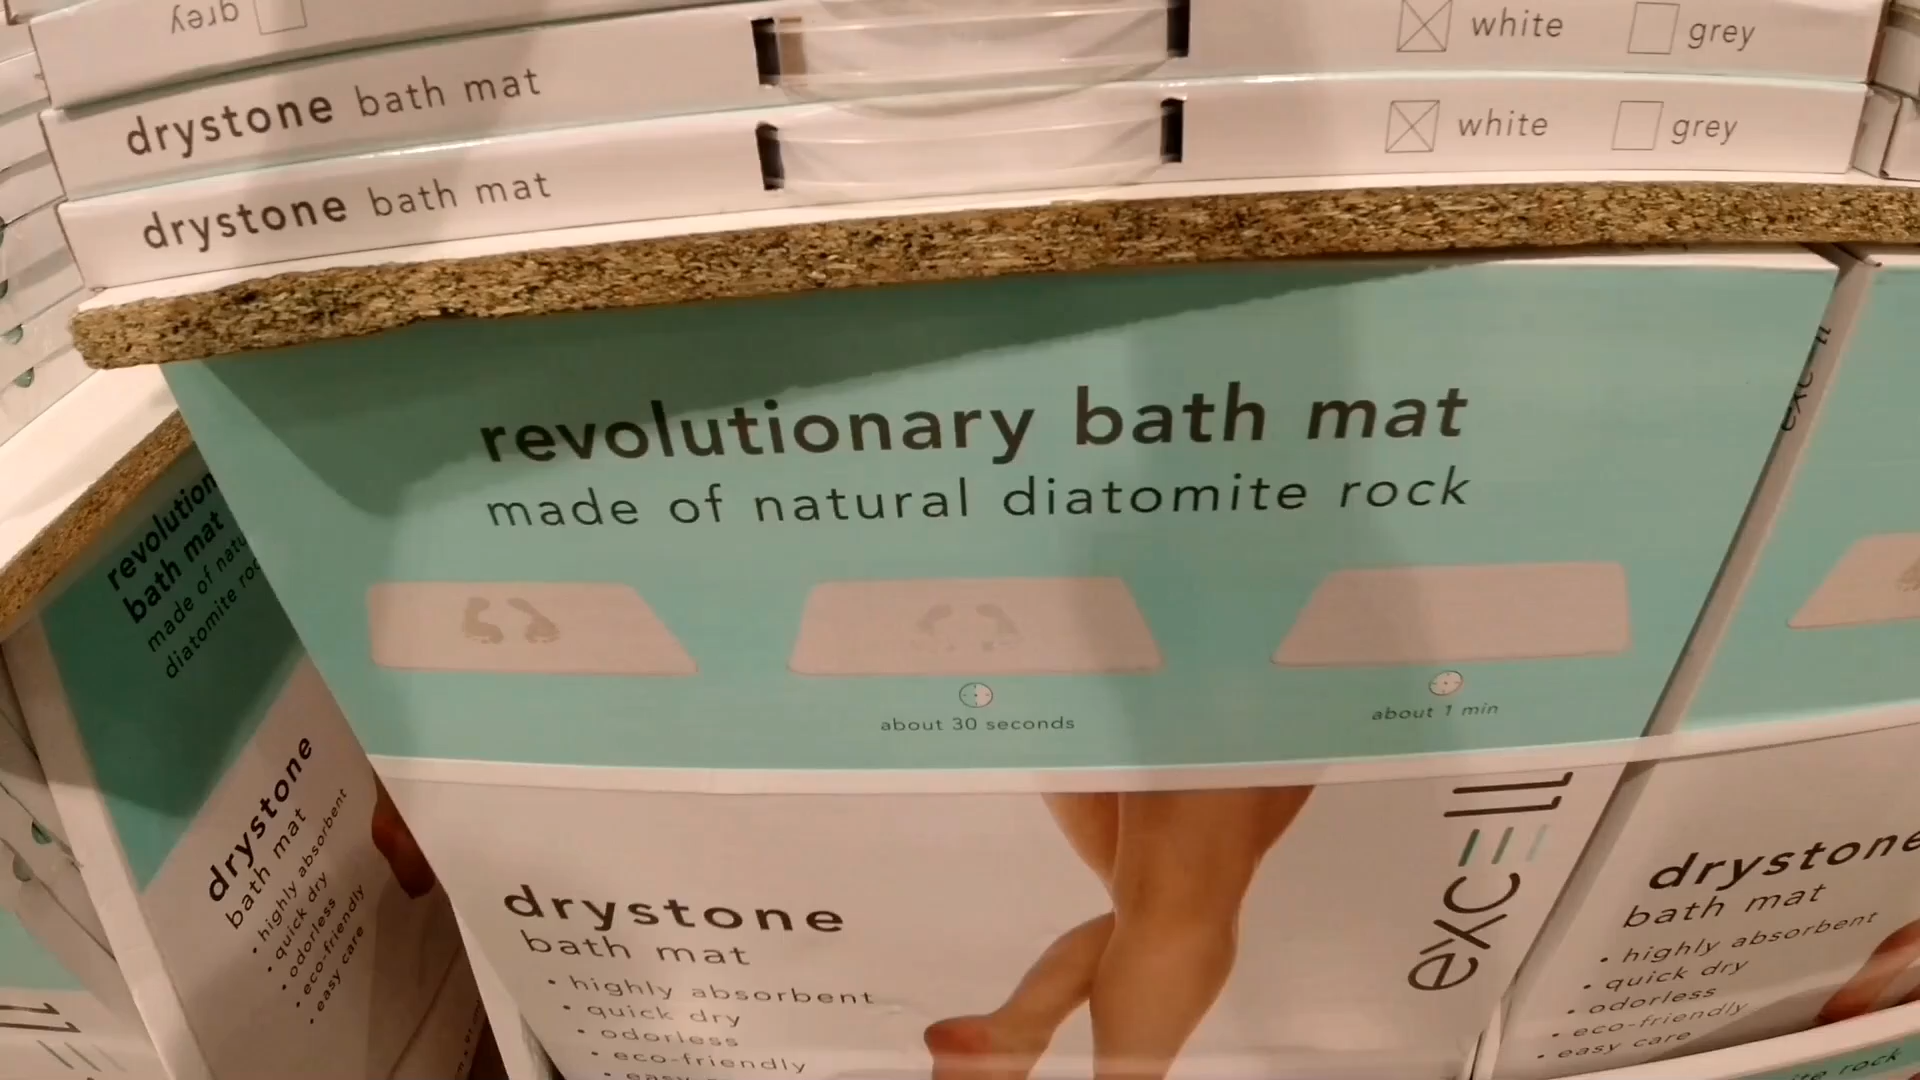 grey
drystone bath mat
white
grey
drystone bath mat
white
grey
revolutionary bath mat
made of natural diatomite rock
about 30 seconds
about 1 min
drystone
bath mat
• highly absorbent
• quick dry
• odorless
• eco-friendly
excell
revolution
bath mat
made of natu
diatomite roc
drystone
bath mat
• highly absorbent
• quick dry
• odorless
• eco-friendly
• easy care
drystone
bath mat
• highly absorbent
• quick dry
• odorless
• eco-friendly
• easy care
rock